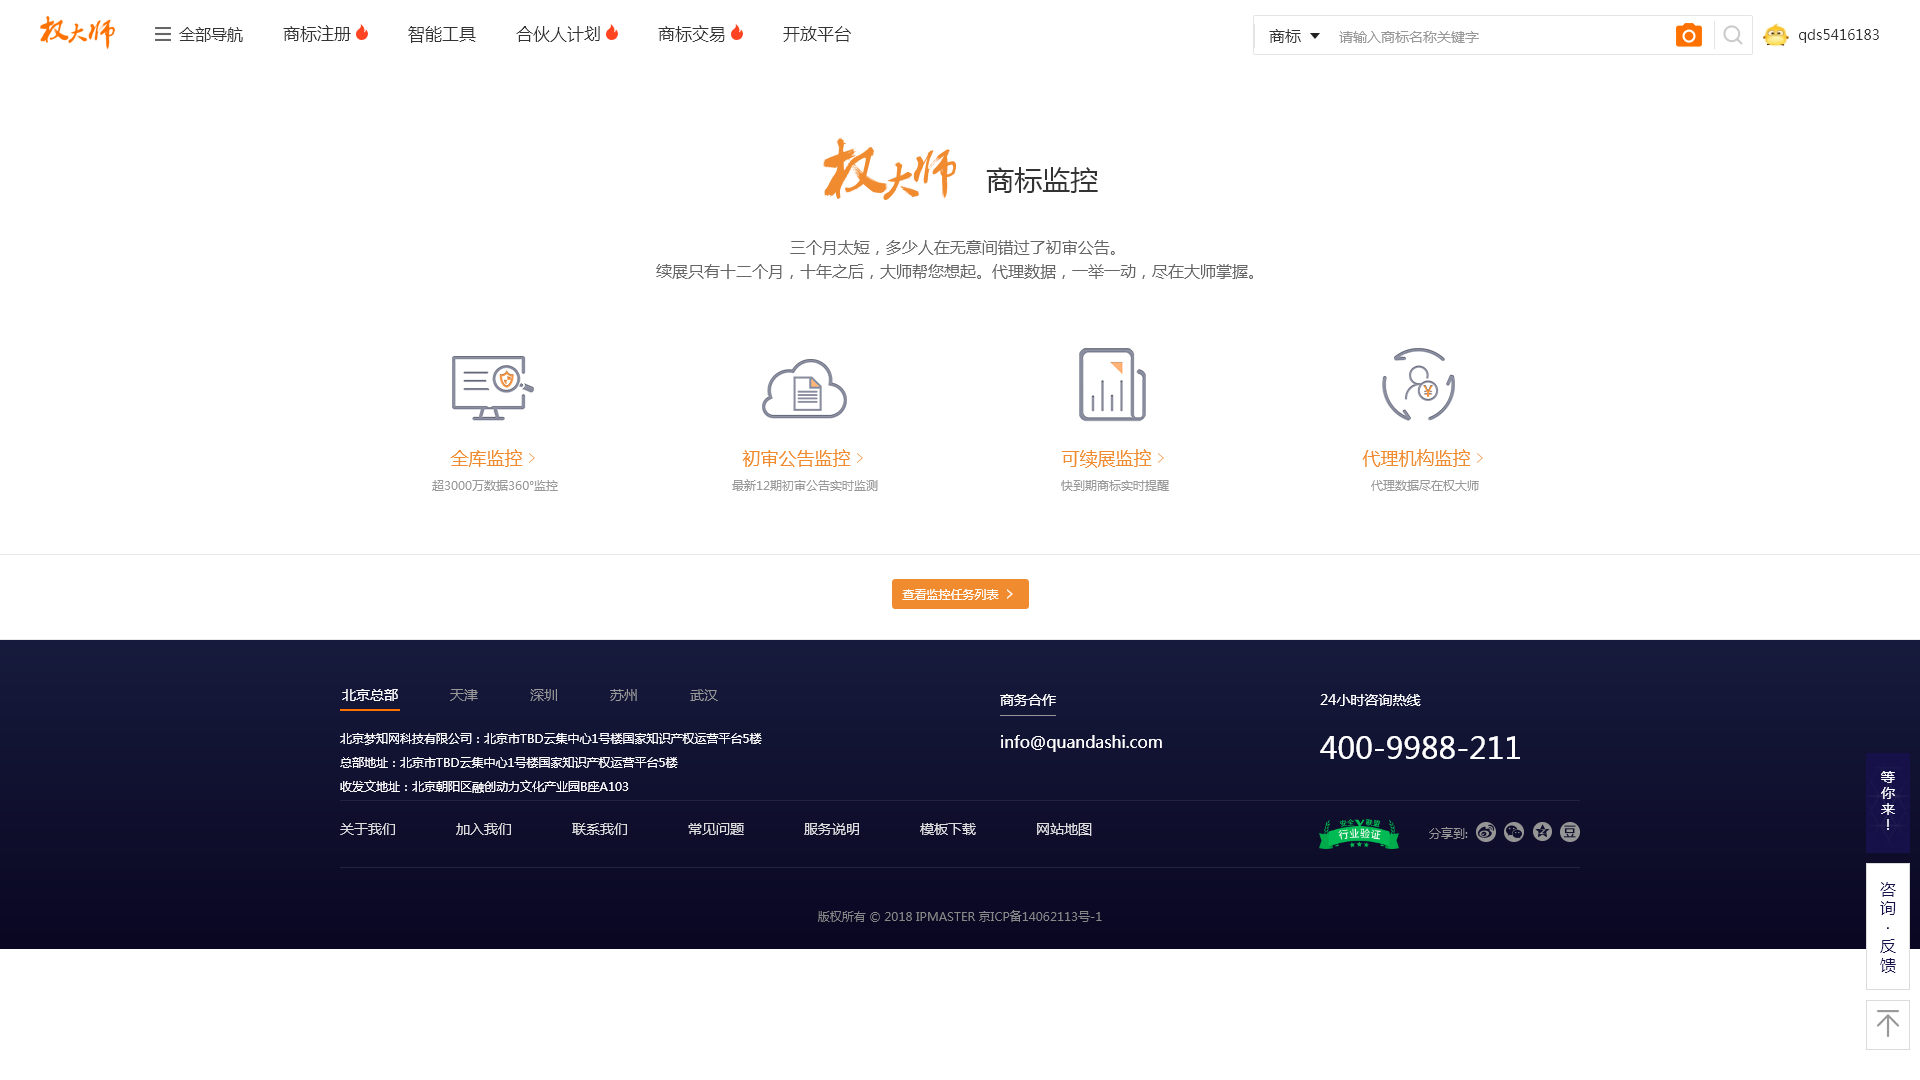 权大师 全部导航 商标注册 智能工具 合伙人计划 商标交易 开放平台 商标 请输入商标名称关键字 qds5416183
权大师 商标监控
三个月太短，多少人在无意间错过了初审公告。
续展只有十二个月，十年之后，大师帮您想起。代理数据，一举一动，尽在大师掌握。
全库监控 初审公告监控 可续展监控 代理机构监控
超3000万数据360°监控 最新12期初审公告实时监测 快到期商标实时提醒 代理数据尽在权大师
查看监控任务列表
北京总部 天津 深圳 苏州 武汉 商务合作 24小时咨询热线
北京梦知网科技有限公司：北京市TBD云集中心1号楼国家知识产权运营平台5楼
info@quandashi.com 400-9988-211
总部地址：北京市TBD云集中心1号楼国家知识产权运营平台5楼
收发文地址：北京朝阳区融创动力文化产业园B座A103
关于我们 加入我们 联系我们 常见问题 服务说明 模板下载 网站地图
安全V联盟
行业验证
分享到:
版权所有 © 2018 IPMASTER 京ICP备14062113号-1
等你来！
咨询·反馈